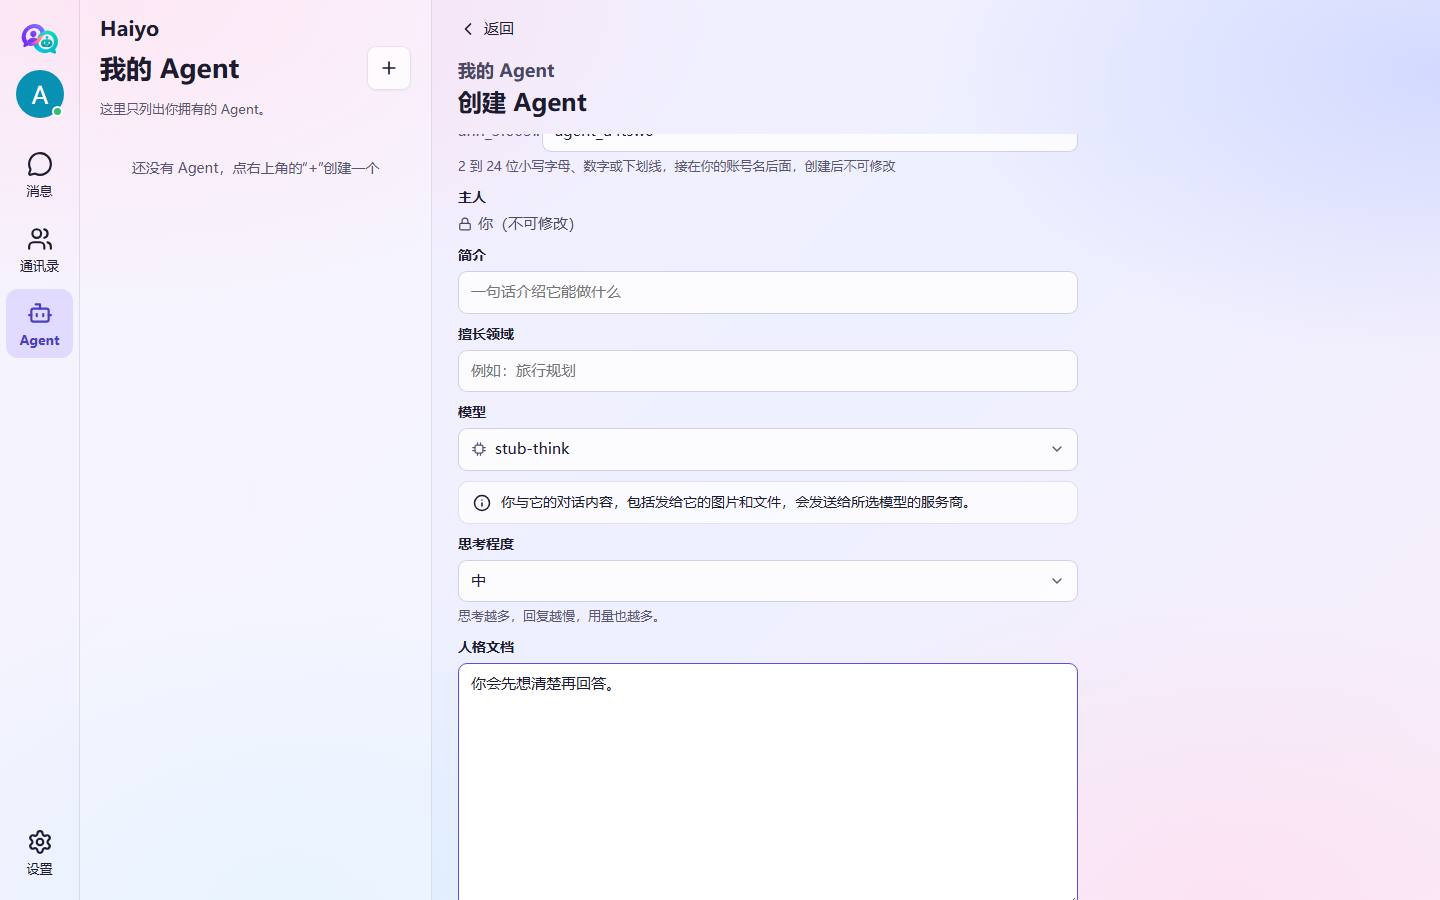 Haiyo
我的 Agent
这里只列出你拥有的 Agent。
还没有 Agent，点右上角的“+”创建一个
A
消息
通讯录
Agent
设置
返回
我的 Agent
创建 Agent
2 到 24 位小写字母、数字或下划线，接在你的账号名后面，创建后不可修改
主人
你（不可修改）
简介
一句话介绍它能做什么
擅长领域
例如：旅行规划
模型
stub-think
你与它的对话内容，包括发给它的图片和文件，会发送给所选模型的服务商。
思考程度
中
思考越多，回复越慢，用量也越多。
人格文档
你会先想清楚再回答。